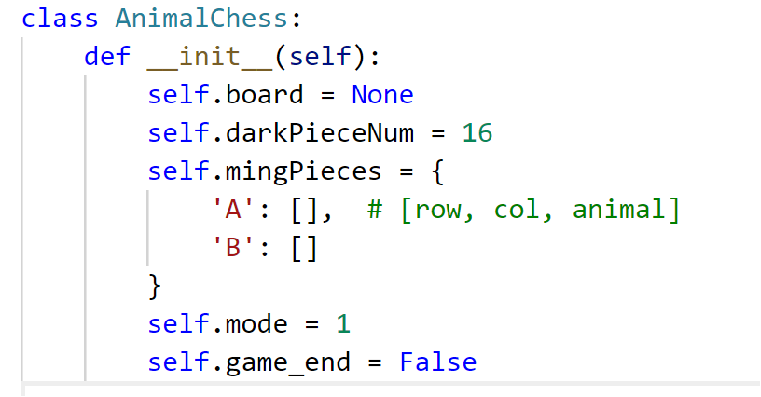 class AnimalChess:
    def __init__(self):
        self.board = None
        self.darkPieceNum = 16
        self.mingPieces = {
            'A': [],  # [row, col, animal]
            'B': []
        }
        self.mode = 1
        self.game_end = False